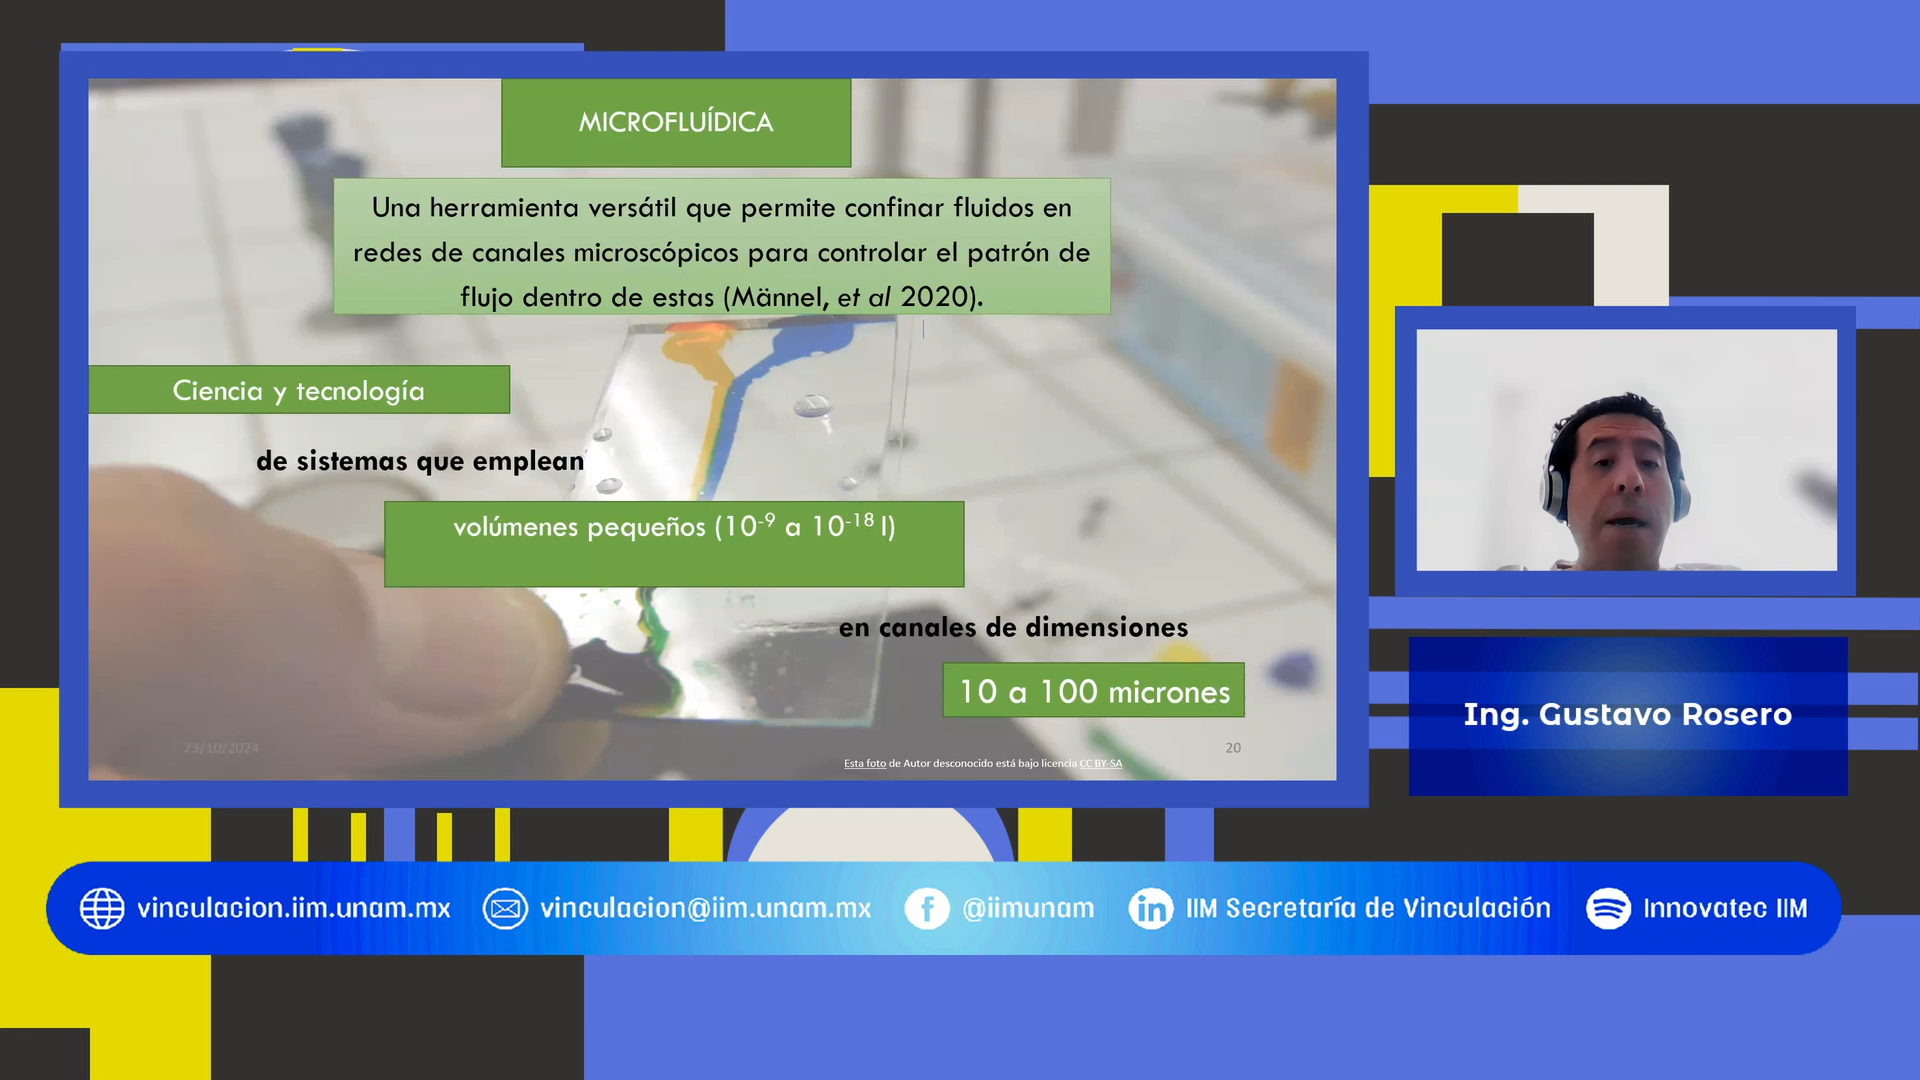 MICROFLUÍDICA
Una herramienta versátil que permite confinar fluidos en
redes de canales microscópicos para controlar el patrón de
flujo dentro de estas (Männel, et al 2020).
Ciencia y tecnología
de sistemas que emplean
volúmenes pequeños (10⁻⁹ a 10⁻¹⁸ l)
en canales de dimensiones
10 a 100 micrones
23/10/2024
20
Esta foto de Autor desconocido está bajo licencia CC BY-SA
Ing. Gustavo Rosero
vinculacion.iim.unam.mx
vinculacion@iim.unam.mx
@iimunam
IIM Secretaría de Vinculación
Innovatec IIM